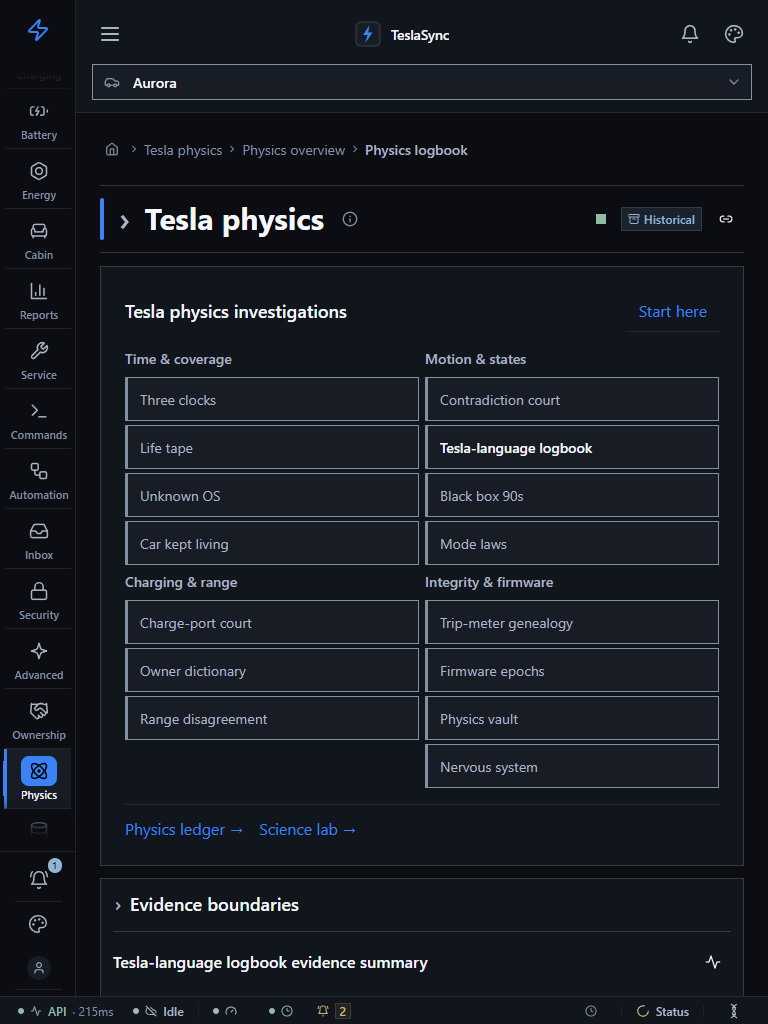 TeslaSync
Aurora
Charging
Battery
Energy
Cabin
Reports
Service
Commands
Automation
Inbox
Security
Advanced
Ownership
Physics
1
Tesla physics › Physics overview › Physics logbook
Tesla physics
Historical
Tesla physics investigations
Start here
Time & coverage
Three clocks
Life tape
Unknown OS
Car kept living
Motion & states
Contradiction court
Tesla-language logbook
Black box 90s
Mode laws
Charging & range
Charge-port court
Owner dictionary
Range disagreement
Integrity & firmware
Trip-meter genealogy
Firmware epochs
Physics vault
Nervous system
Physics ledger →
Science lab →
Evidence boundaries
Tesla-language logbook evidence summary
API · 215ms
Idle
2
Status